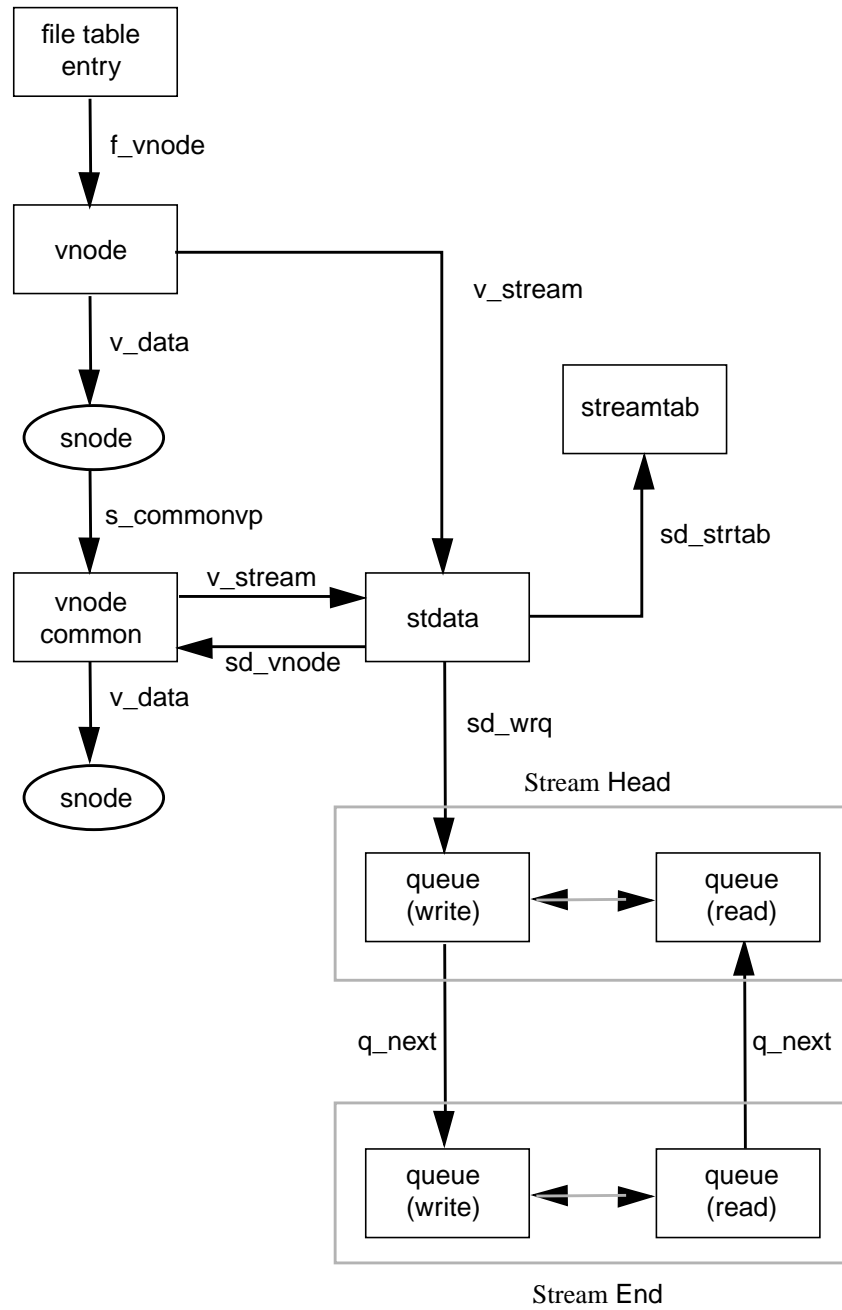 file table
entry
f_vnode
vnode
v_stream
v_data
streamtab
snode
s_commonvp
sd_strtab
v_stream
vnode
common
stdata
sd_vnode
v_data
sd_wrq
snode
Stream Head
queue
(write)
queue
(read)
q_next
q_next
queue
(write)
queue
(read)
Stream End